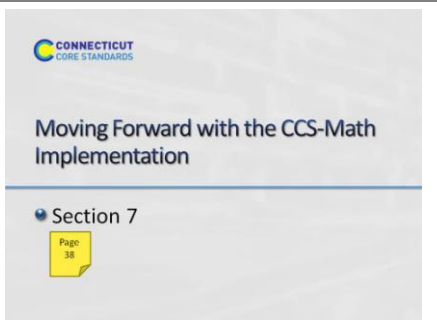 CONNECTICUT
CORE STANDARDS
Moving Forward with the CCS-Math
Implementation
Section 7
Page
38